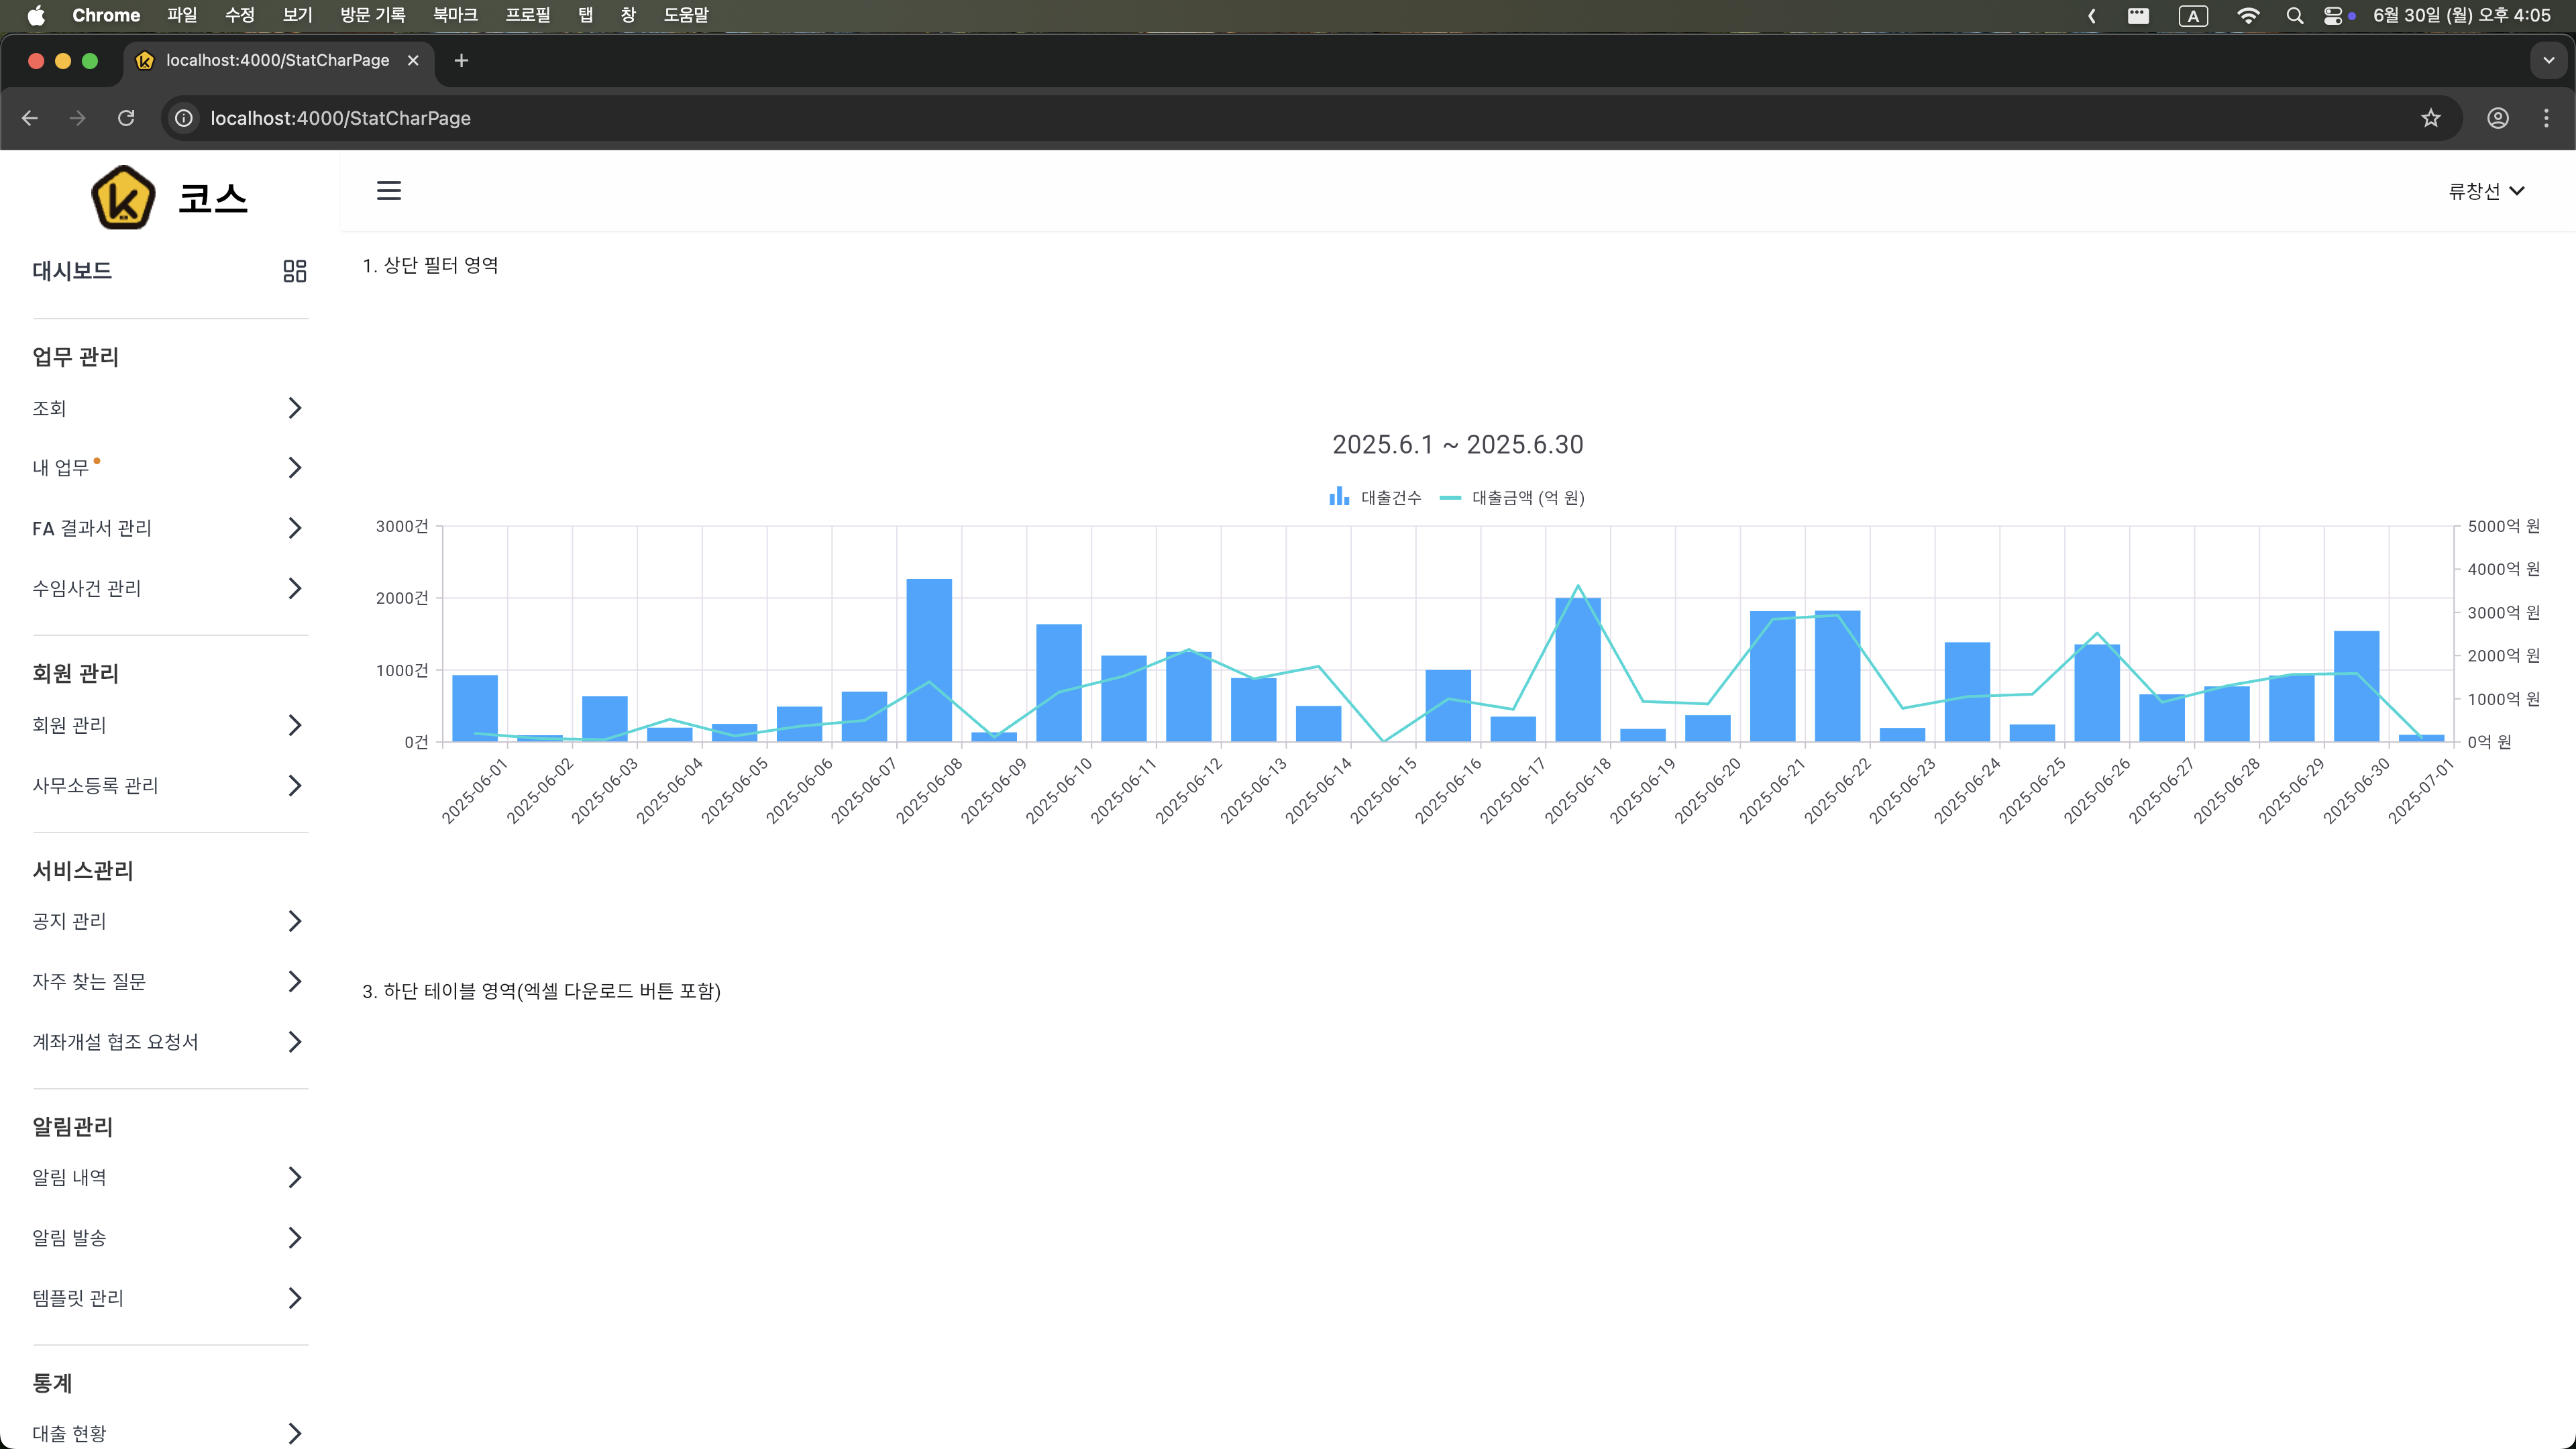 Chrome 파일 수정 보기 방문 기록 북마크 프로필 탭 창 도움말 A 6월 30일 (월) 오후 4:05
localhost:4000/StatCharPage
localhost:4000/StatCharPage
코스
류창선
대시보드
업무 관리
조회
내 업무
FA 결과서 관리
수임사건 관리
회원 관리
회원 관리
사무소등록 관리
서비스관리
공지 관리
자주 찾는 질문
계좌개설 협조 요청서
알림관리
알림 내역
알림 발송
템플릿 관리
통계
대출 현황
1. 상단 필터 영역
2025.6.1 ~ 2025.6.30
대출건수 대출금액 (억 원)
3000건
2000건
1000건
0건
5000억 원
4000억 원
3000억 원
2000억 원
1000억 원
0억 원
2025-06-01
2025-06-02
2025-06-03
2025-06-04
2025-06-05
2025-06-06
2025-06-07
2025-06-08
2025-06-09
2025-06-10
2025-06-11
2025-06-12
2025-06-13
2025-06-14
2025-06-15
2025-06-16
2025-06-17
2025-06-18
2025-06-19
2025-06-20
2025-06-21
2025-06-22
2025-06-23
2025-06-24
2025-06-25
2025-06-26
2025-06-27
2025-06-28
2025-06-29
2025-06-30
2025-07-01
3. 하단 테이블 영역(엑셀 다운로드 버튼 포함)